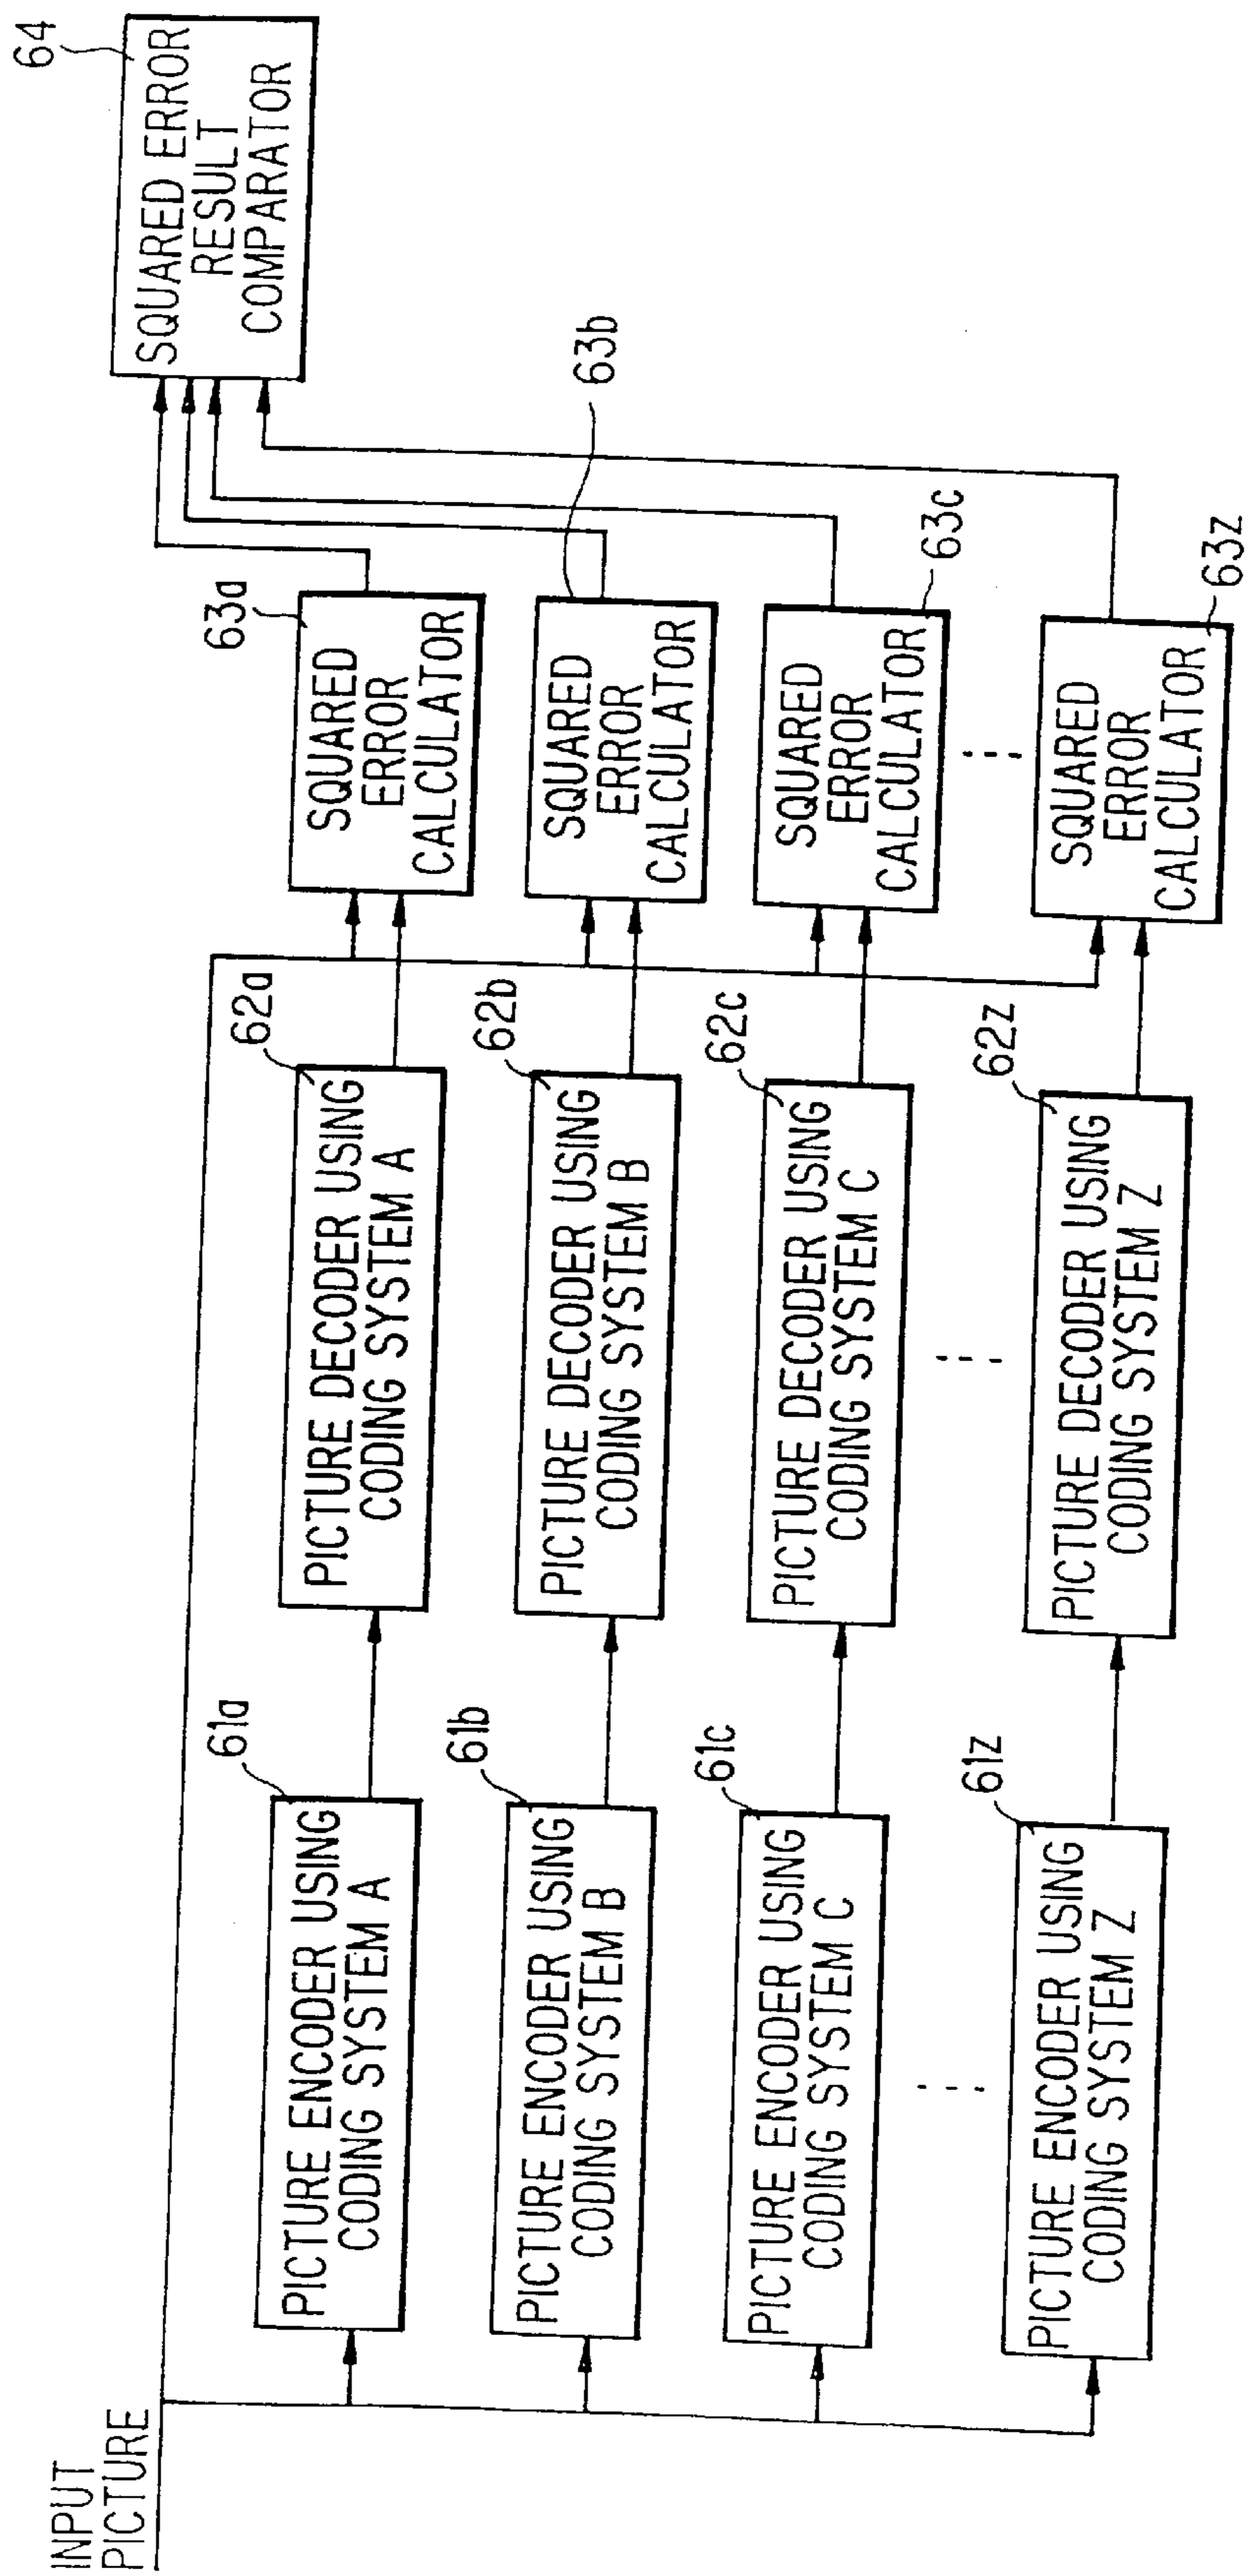 INPUT
PICTURE
61a
PICTURE ENCODER USING
CODING SYSTEM A
62a
PICTURE DECODER USING
CODING SYSTEM A
63a
SQUARED
ERROR
CALCULATOR
64
SQUARED ERROR
RESULT
COMPARATOR
61b
PICTURE ENCODER USING
CODING SYSTEM B
62b
PICTURE DECODER USING
CODING SYSTEM B
63b
SQUARED
ERROR
CALCULATOR
61c
PICTURE ENCODER USING
CODING SYSTEM C
62c
PICTURE DECODER USING
CODING SYSTEM C
63c
SQUARED
ERROR
CALCULATOR
61z
PICTURE ENCODER USING
CODING SYSTEM Z
62z
PICTURE DECODER USING
CODING SYSTEM Z
63z
SQUARED
ERROR
CALCULATOR